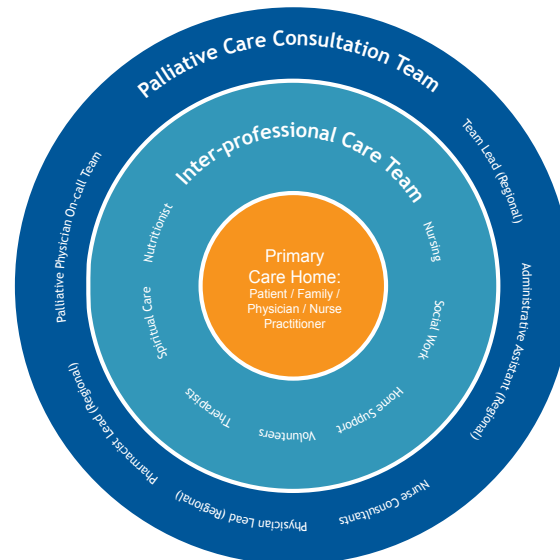 Palliative Care Consultation Team
Team Lead (Regional)
Administrative Assistant (Regional)
Nurse Consultants
Physician Lead (Regional)
Pharmacist Lead (Regional)
Palliative Physician On-call Team
Inter-professional Care Team
Nursing
Social Work
Home Support
Volunteers
Therapists
Spiritual Care
Nutritionist
Primary
Care Home:
Patient / Family /
Physician / Nurse
Practitioner